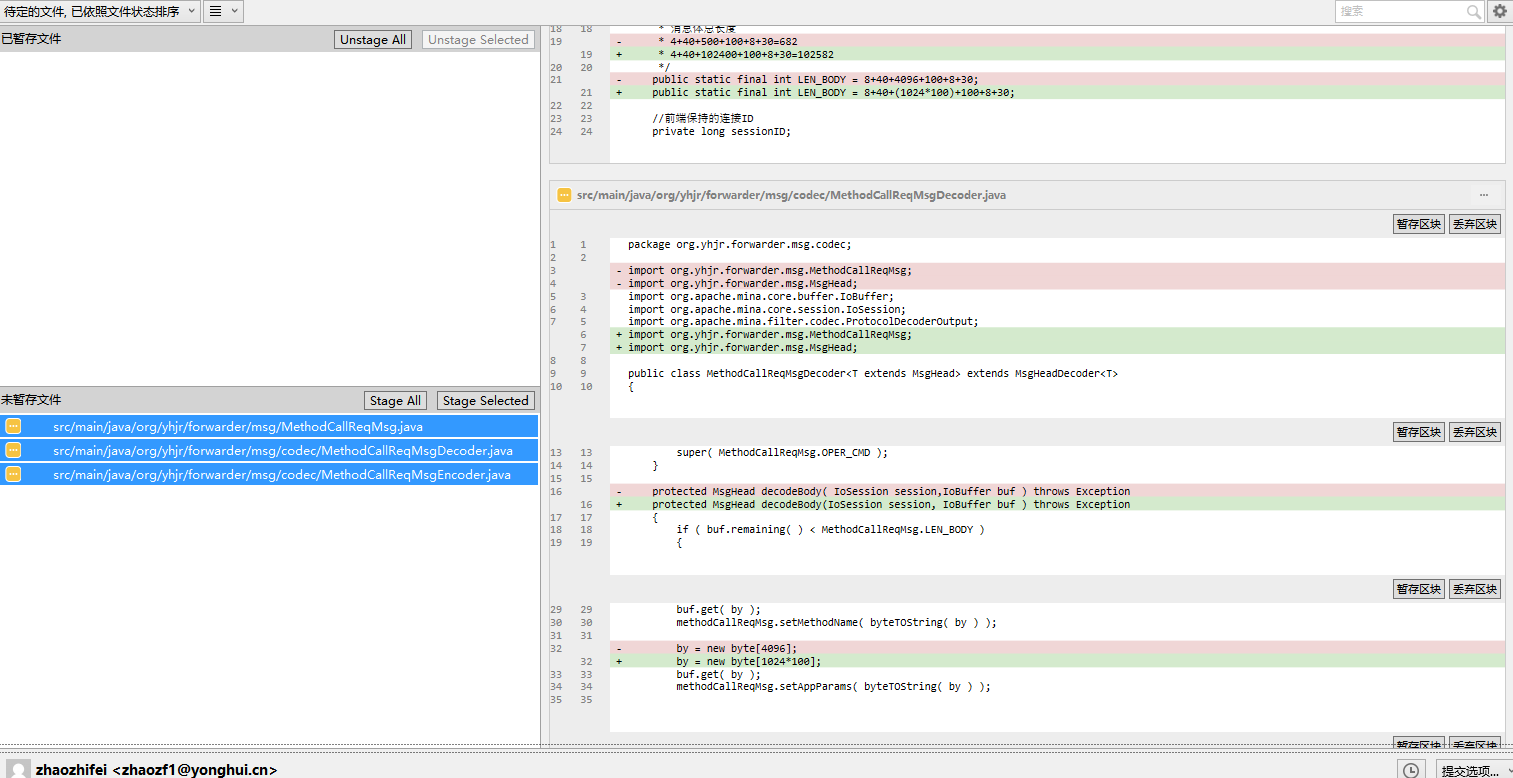 待定的文件, 已依照文件状态排序
搜索
已暂存文件
Unstage All
Unstage Selected
未暂存文件
Stage All
Stage Selected
src/main/java/org/yhjr/forwarder/msg/MethodCallReqMsg.java
src/main/java/org/yhjr/forwarder/msg/codec/MethodCallReqMsgDecoder.java
src/main/java/org/yhjr/forwarder/msg/codec/MethodCallReqMsgEncoder.java
18 18 * 消息体总长度
19 - * 4+40+500+100+8+30=682
19 + * 4+40+102400+100+8+30=102582
20 20 */
21 - public static final int LEN_BODY = 8+40+4096+100+8+30;
21 + public static final int LEN_BODY = 8+40+(1024*100)+100+8+30;
22 22
23 23 //前端保持的连接ID
24 24 private long sessionID;
src/main/java/org/yhjr/forwarder/msg/codec/MethodCallReqMsgDecoder.java
暂存区块 丢弃区块
1 1 package org.yhjr.forwarder.msg.codec;
2 2
3 - import org.yhjr.forwarder.msg.MethodCallReqMsg;
4 - import org.yhjr.forwarder.msg.MsgHead;
5 3 import org.apache.mina.core.buffer.IoBuffer;
6 4 import org.apache.mina.core.session.IoSession;
7 5 import org.apache.mina.filter.codec.ProtocolDecoderOutput;
6 + import org.yhjr.forwarder.msg.MethodCallReqMsg;
7 + import org.yhjr.forwarder.msg.MsgHead;
8 8
9 9 public class MethodCallReqMsgDecoder<T extends MsgHead> extends MsgHeadDecoder<T>
10 10 {
暂存区块 丢弃区块
13 13 super( MethodCallReqMsg.OPER_CMD );
14 14 }
15 15
16 - protected MsgHead decodeBody( IoSession session,IoBuffer buf ) throws Exception
16 + protected MsgHead decodeBody(IoSession session, IoBuffer buf ) throws Exception
17 17 {
18 18 if ( buf.remaining( ) < MethodCallReqMsg.LEN_BODY )
19 19 {
暂存区块 丢弃区块
29 29 buf.get( by );
30 30 methodCallReqMsg.setMethodName( byteTOString( by ) );
31 31
32 - by = new byte[4096];
32 + by = new byte[1024*100];
33 33 buf.get( by );
34 34 methodCallReqMsg.setAppParams( byteTOString( by ) );
35 35
暂存区块 丢弃区块
zhaozhifei <zhaozf1@yonghui.cn>
提交选项...